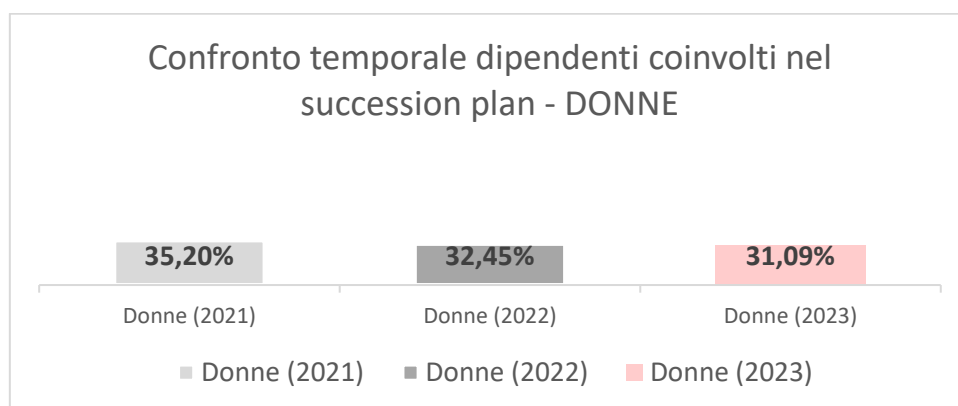 Confronto temporale dipendenti coinvolti nel
succession plan - DONNE
35,20% 32,45% 31,09%
Donne (2021) Donne (2022) Donne (2023)
Donne (2021) Donne (2022) Donne (2023)